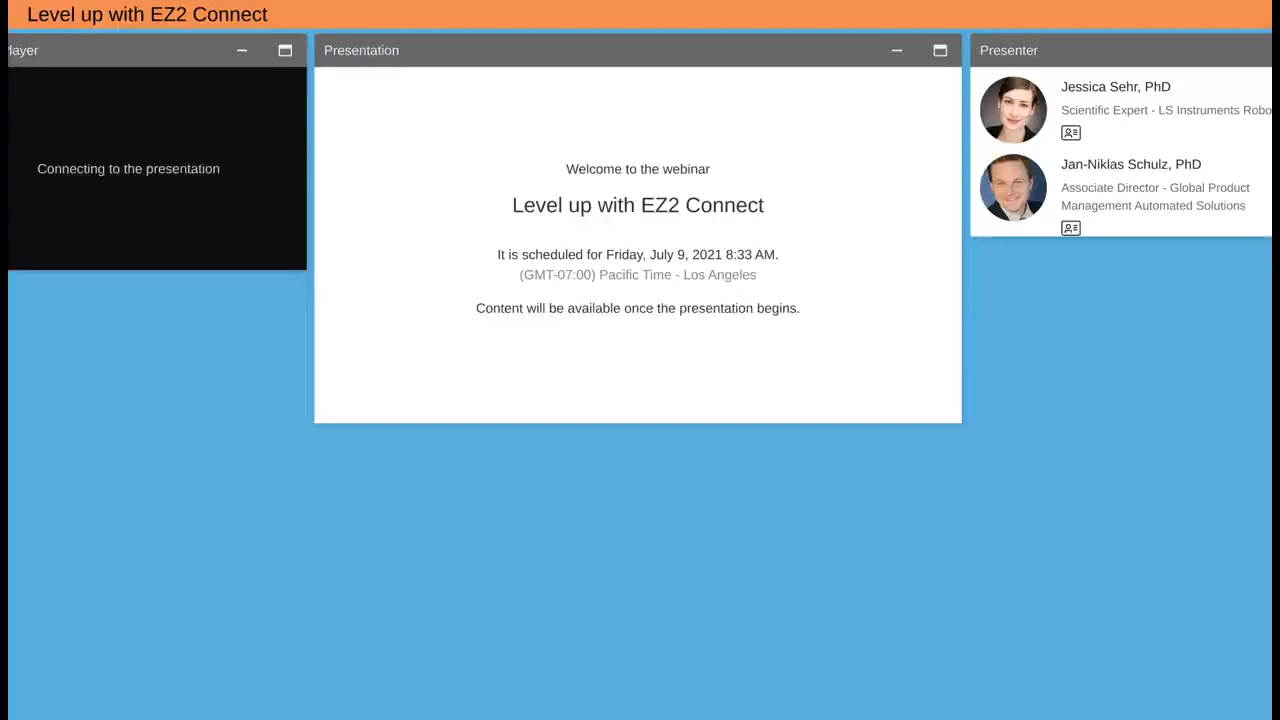 Level up with EZ2 Connect
layer
Presentation
Presenter
Connecting to the presentation
Welcome to the webinar
Level up with EZ2 Connect
It is scheduled for Friday, July 9, 2021 8:33 AM.
(GMT-07:00) Pacific Time - Los Angeles
Content will be available once the presentation begins.
Jessica Sehr, PhD
Scientific Expert - LS Instruments Robo
Jan-Niklas Schulz, PhD
Associate Director - Global Product
Management Automated Solutions